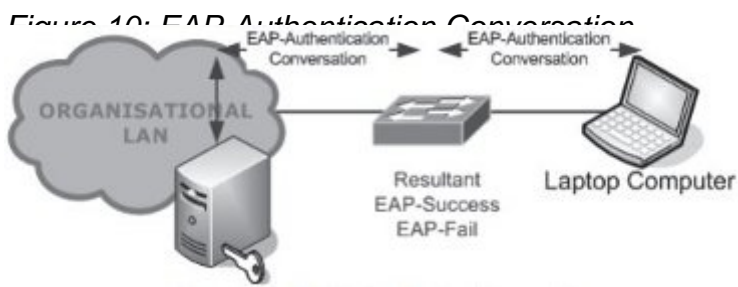 Figure 10: EAP Authentication Conversation
EAP-Authentication
Conversation
EAP-Authentication
Conversation
ORGANISATIONAL
LAN
Resultant
EAP-Success
EAP-Fail
Laptop Computer